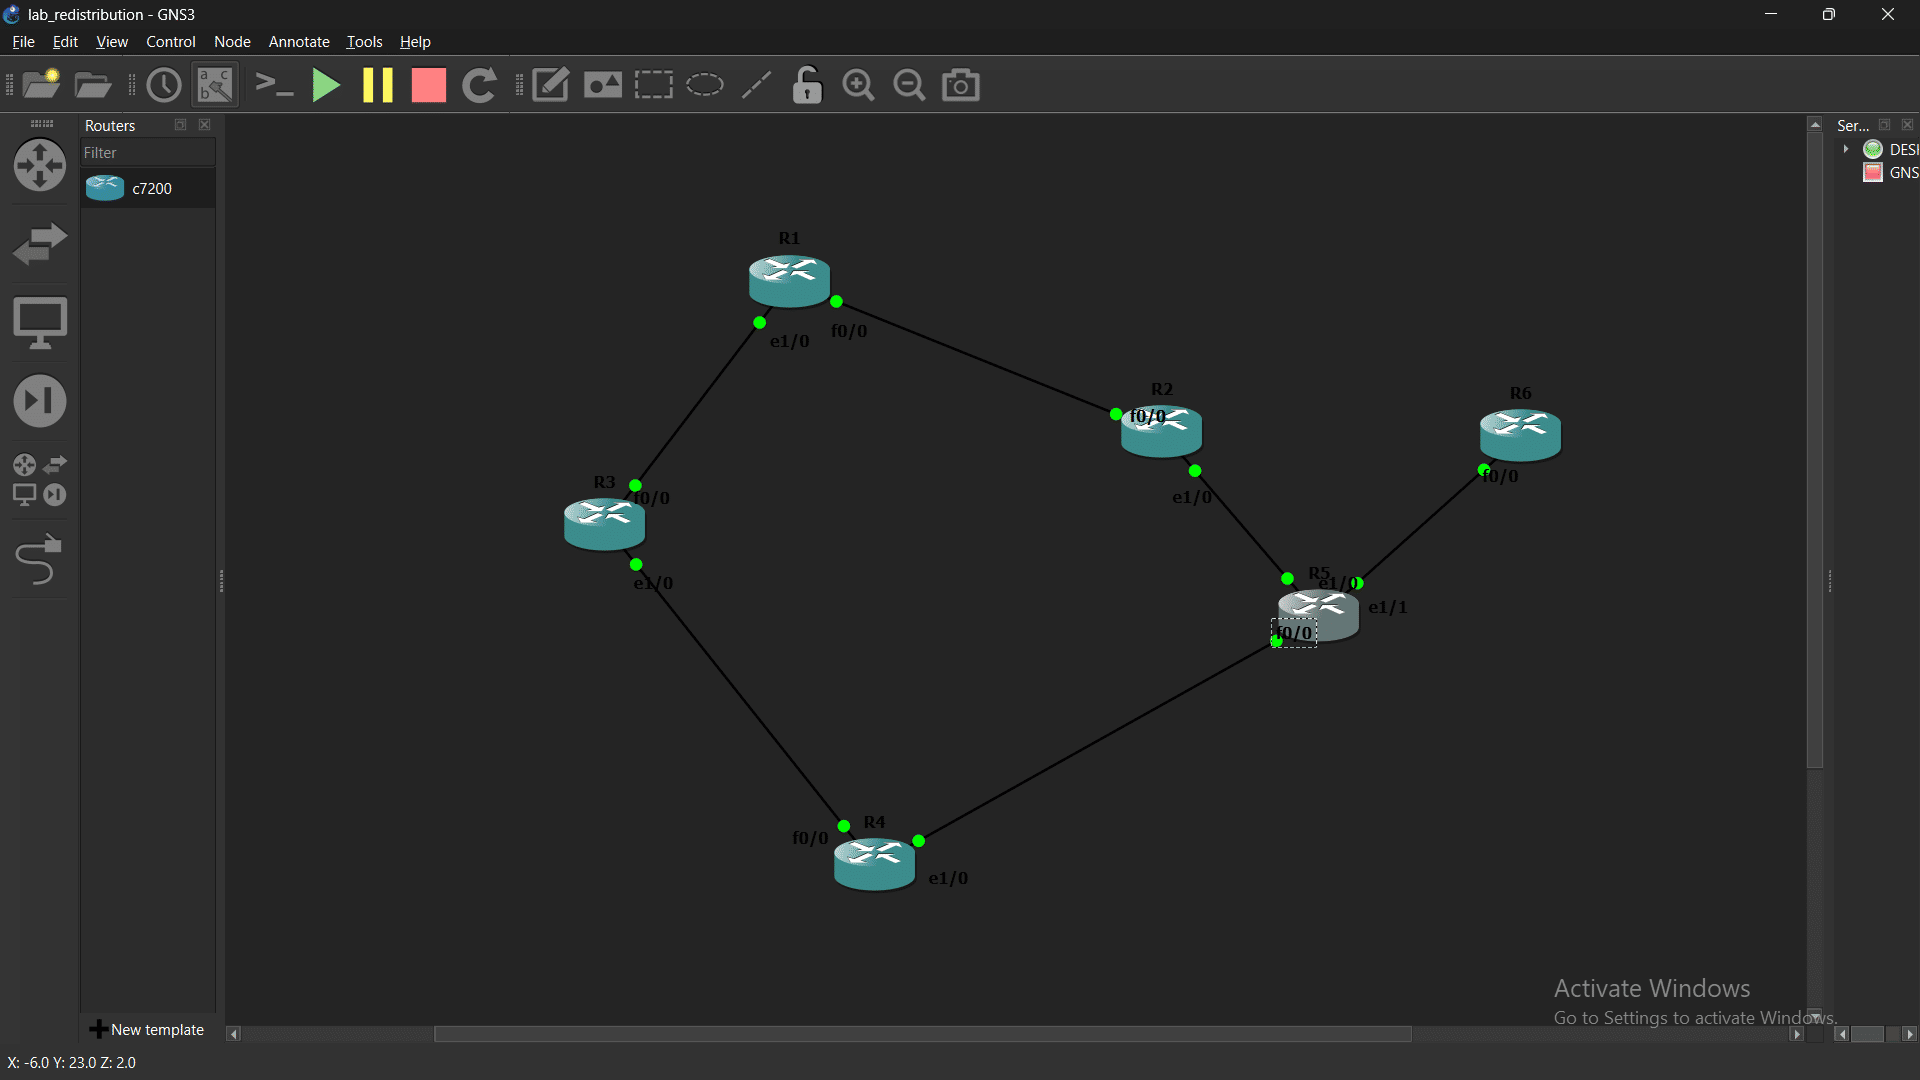 lab_redistribution - GNS3
File Edit View Control Node Annotate Tools Help
a c
b
Routers
Ser...
Filter
DESI
c7200
GNS
R1
f0/0
e1/0
R2
R6
f0/0
f0/0
R3
e1/0
f0/0
R5
e1/0
e1/0
e1/1
f0/0
R4
f0/0
e1/0
Activate Windows
Go to Settings to activate Windows.
New template
X: -6.0 Y: 23.0 Z: 2.0